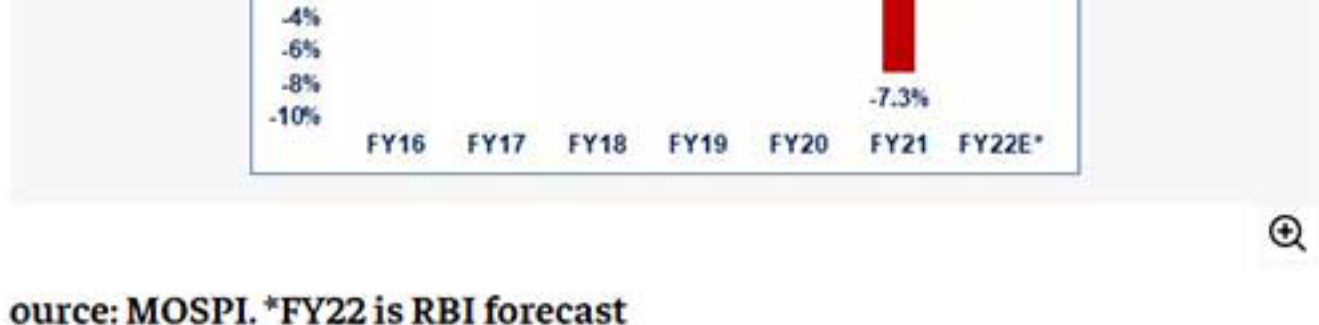 -4%
-6%
-8%
-7.3%
-10%
FY16 FY17 FY18 FY19 FY20 FY21 FY22E*
ource: MOSPI. *FY22 is RBI forecast